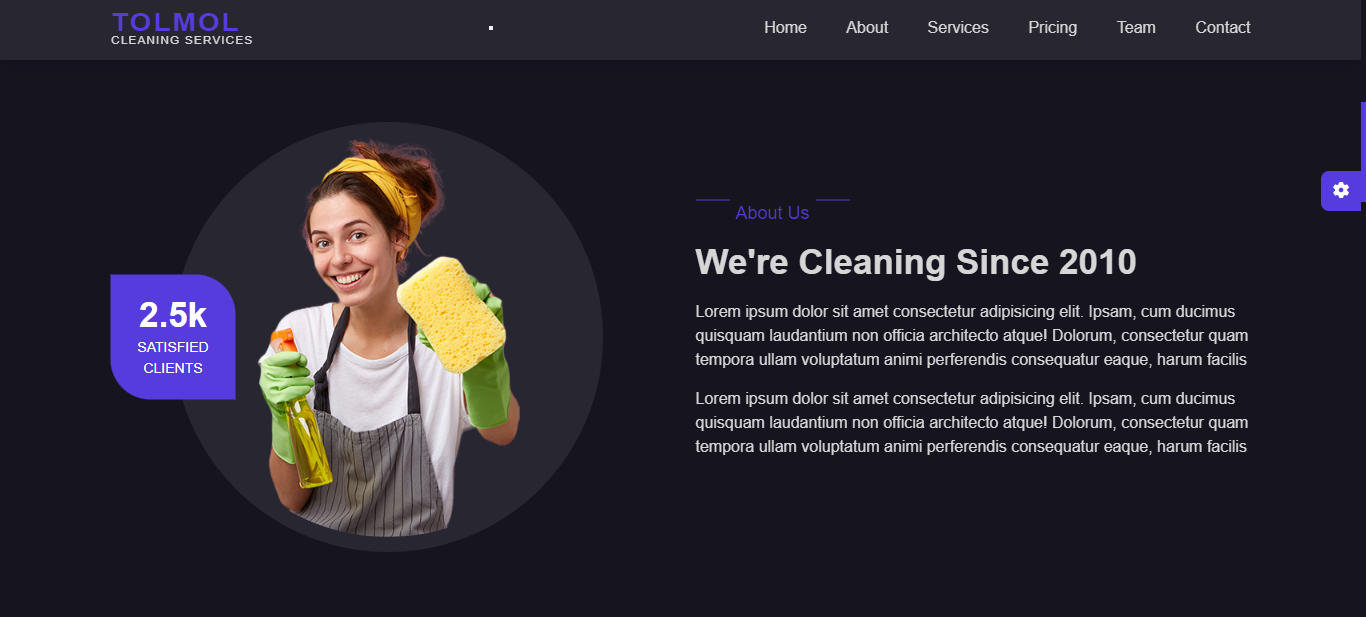 TOLMOL
CLEANING SERVICES
Home About Services Pricing Team Contact
2.5k
SATISFIED
CLIENTS
About Us
We're Cleaning Since 2010
Lorem ipsum dolor sit amet consectetur adipisicing elit. Ipsam, cum ducimus
quisquam laudantium non officia architecto atque! Dolorum, consectetur quam
tempora ullam voluptatum animi perferendis consequatur eaque, harum facilis
Lorem ipsum dolor sit amet consectetur adipisicing elit. Ipsam, cum ducimus
quisquam laudantium non officia architecto atque! Dolorum, consectetur quam
tempora ullam voluptatum animi perferendis consequatur eaque, harum facilis